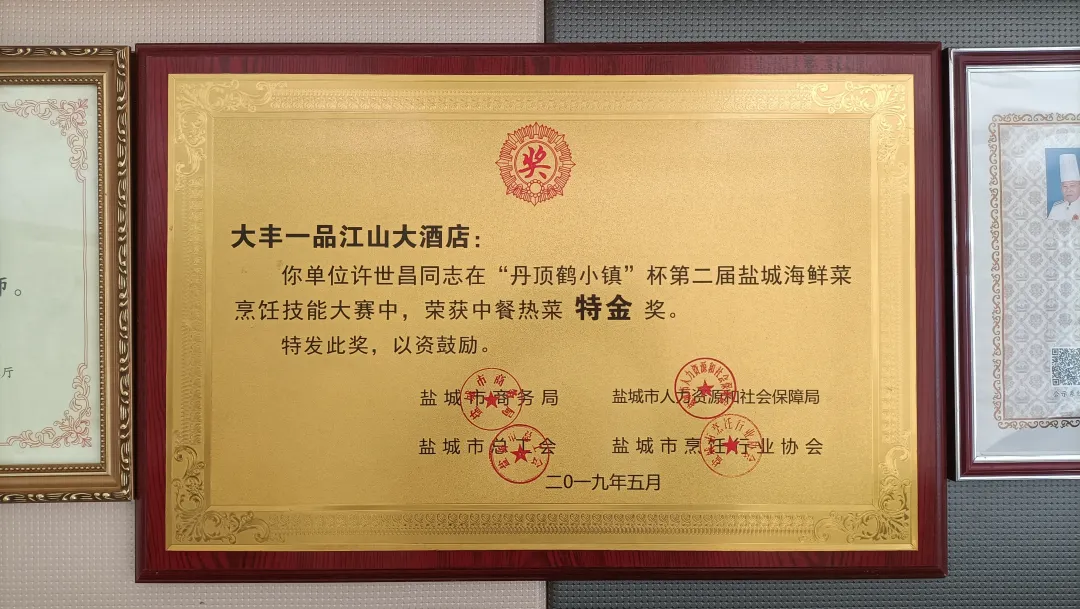 奖
大丰一品江山大酒店：
你单位许世昌同志在“丹顶鹤小镇”杯第二届盐城海鲜菜
烹饪技能大赛中，荣获中餐热菜 特金 奖。
特发此奖，以资鼓励。
盐城市商务局
盐城市人力资源和社会保障局
盐城市总工会
盐城市烹饪行业协会
二0一九年五月
师。
厅